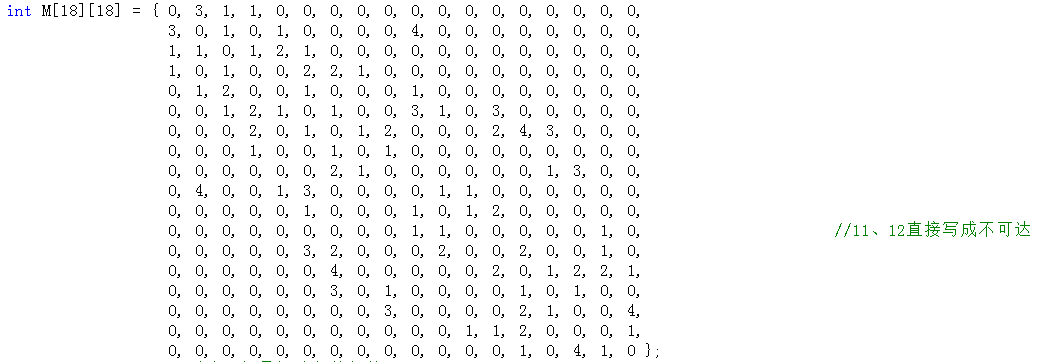 int M[18][18] = { 0, 3, 1, 1, 0, 0, 0, 0, 0, 0, 0, 0, 0, 0, 0, 0, 0, 0,
3, 0, 1, 0, 1, 0, 0, 0, 0, 4, 0, 0, 0, 0, 0, 0, 0, 0,
1, 1, 0, 1, 2, 1, 0, 0, 0, 0, 0, 0, 0, 0, 0, 0, 0, 0,
1, 0, 1, 0, 0, 2, 2, 1, 0, 0, 0, 0, 0, 0, 0, 0, 0, 0,
0, 1, 2, 0, 0, 1, 0, 0, 0, 1, 0, 0, 0, 0, 0, 0, 0, 0,
0, 0, 1, 2, 1, 0, 1, 0, 0, 3, 1, 0, 3, 0, 0, 0, 0, 0,
0, 0, 0, 2, 0, 1, 0, 1, 2, 0, 0, 0, 2, 4, 3, 0, 0, 0,
0, 0, 0, 1, 0, 0, 1, 0, 1, 0, 0, 0, 0, 0, 0, 0, 0, 0,
0, 0, 0, 0, 0, 0, 2, 1, 0, 0, 0, 0, 0, 0, 1, 3, 0, 0,
0, 4, 0, 0, 1, 3, 0, 0, 0, 0, 1, 1, 0, 0, 0, 0, 0, 0,
0, 0, 0, 0, 0, 1, 0, 0, 0, 1, 0, 1, 2, 0, 0, 0, 0, 0,
0, 0, 0, 0, 0, 0, 0, 0, 0, 1, 1, 0, 0, 0, 0, 0, 1, 0, //11、12直接写成不可达
0, 0, 0, 0, 0, 3, 2, 0, 0, 0, 2, 0, 0, 2, 0, 0, 1, 0,
0, 0, 0, 0, 0, 0, 4, 0, 0, 0, 0, 0, 2, 0, 1, 2, 2, 1,
0, 0, 0, 0, 0, 0, 3, 0, 1, 0, 0, 0, 0, 1, 0, 1, 0, 0,
0, 0, 0, 0, 0, 0, 0, 0, 3, 0, 0, 0, 0, 2, 1, 0, 0, 4,
0, 0, 0, 0, 0, 0, 0, 0, 0, 0, 0, 1, 1, 2, 0, 0, 0, 1,
0, 0, 0, 0, 0, 0, 0, 0, 0, 0, 0, 0, 0, 1, 0, 4, 1, 0 };